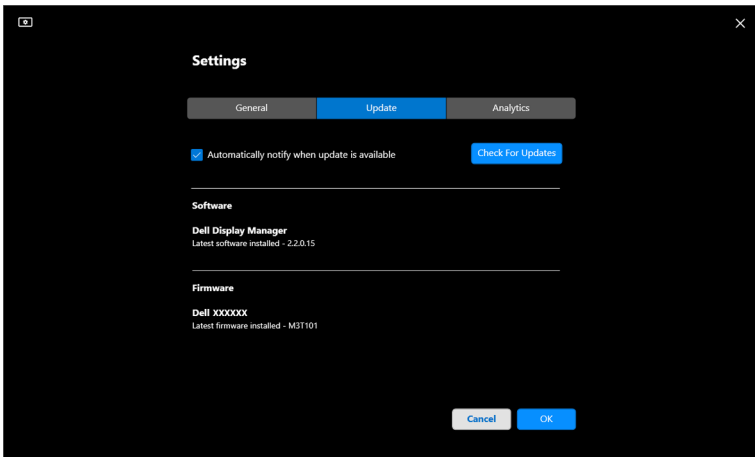 Settings
General
Update
Analytics
Automatically notify when update is available
Check For Updates
Software
Dell Display Manager
Latest software installed - 2.2.0.15
Firmware
Dell XXXXXX
Latest firmware installed - M3T101
Cancel
OK